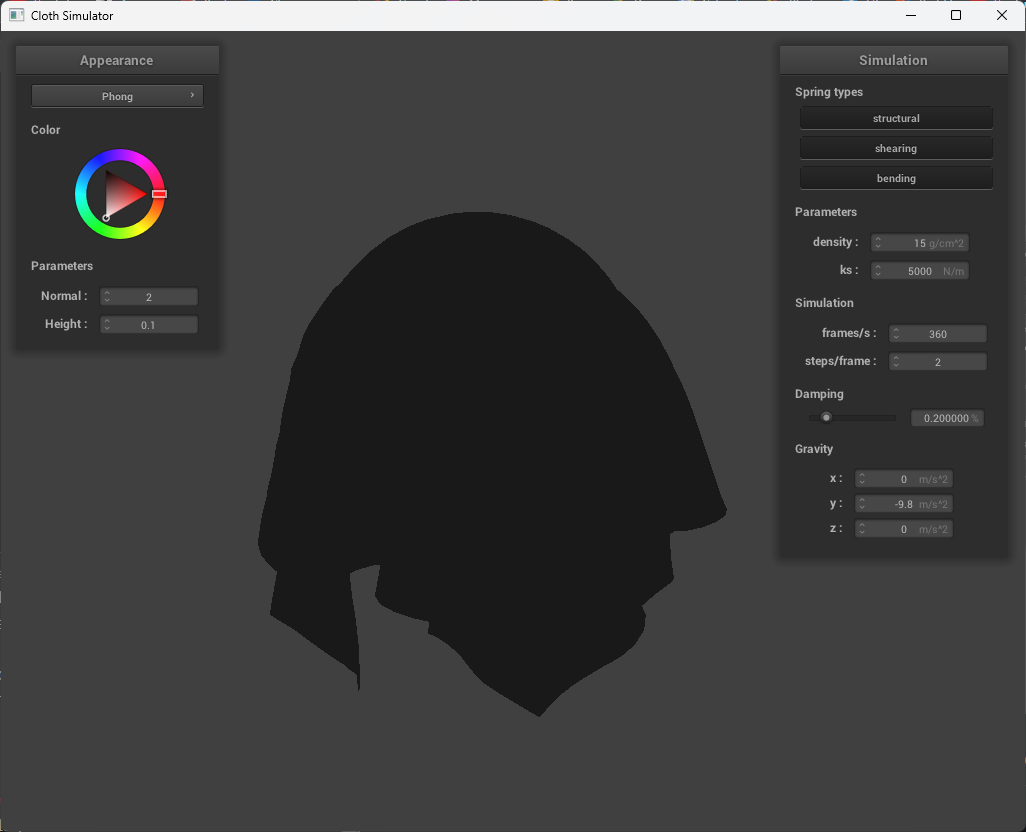 Cloth Simulator
Appearance
Phong
Color
Parameters
Normal : 2
Height : 0.1
Simulation
Spring types
structural
shearing
bending
Parameters
density : 15 g/cm^2
ks : 5000 N/m
Simulation
frames/s : 360
steps/frame : 2
Damping
0.200000 %
Gravity
x : 0 m/s^2
y : -9.8 m/s^2
z : 0 m/s^2